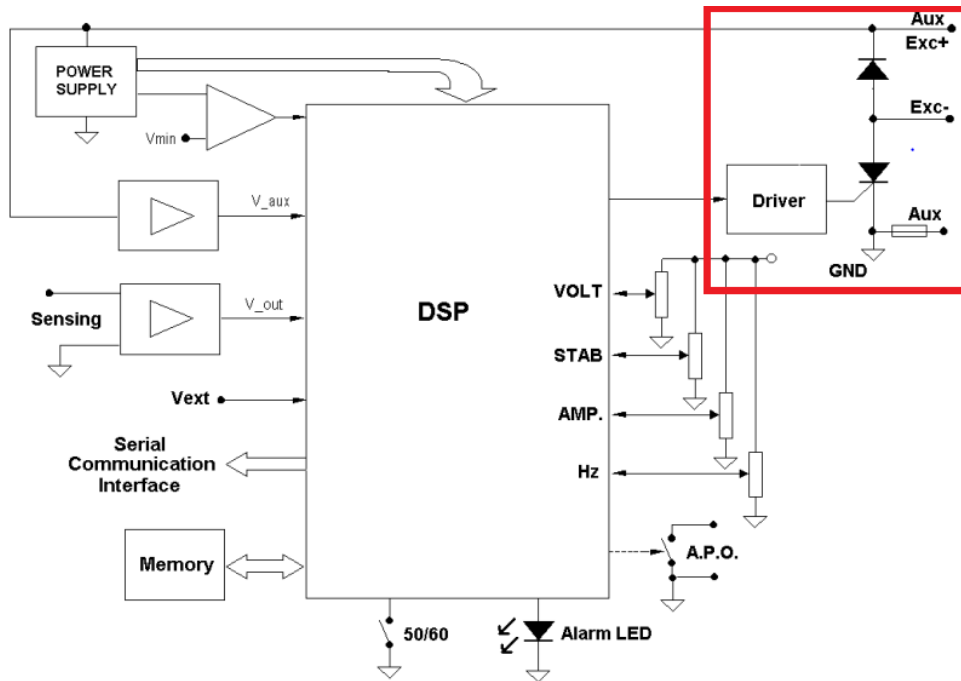 Aux
Exc+
POWER
SUPPLY
Exc-
Vmin
V_aux
Driver
Aux
GND
V_out
VOLT
DSP
Sensing
STAB
Vext
AMP.
Serial
Communication
Interface
Hz
Memory
A.P.O.
50/60
Alarm LED